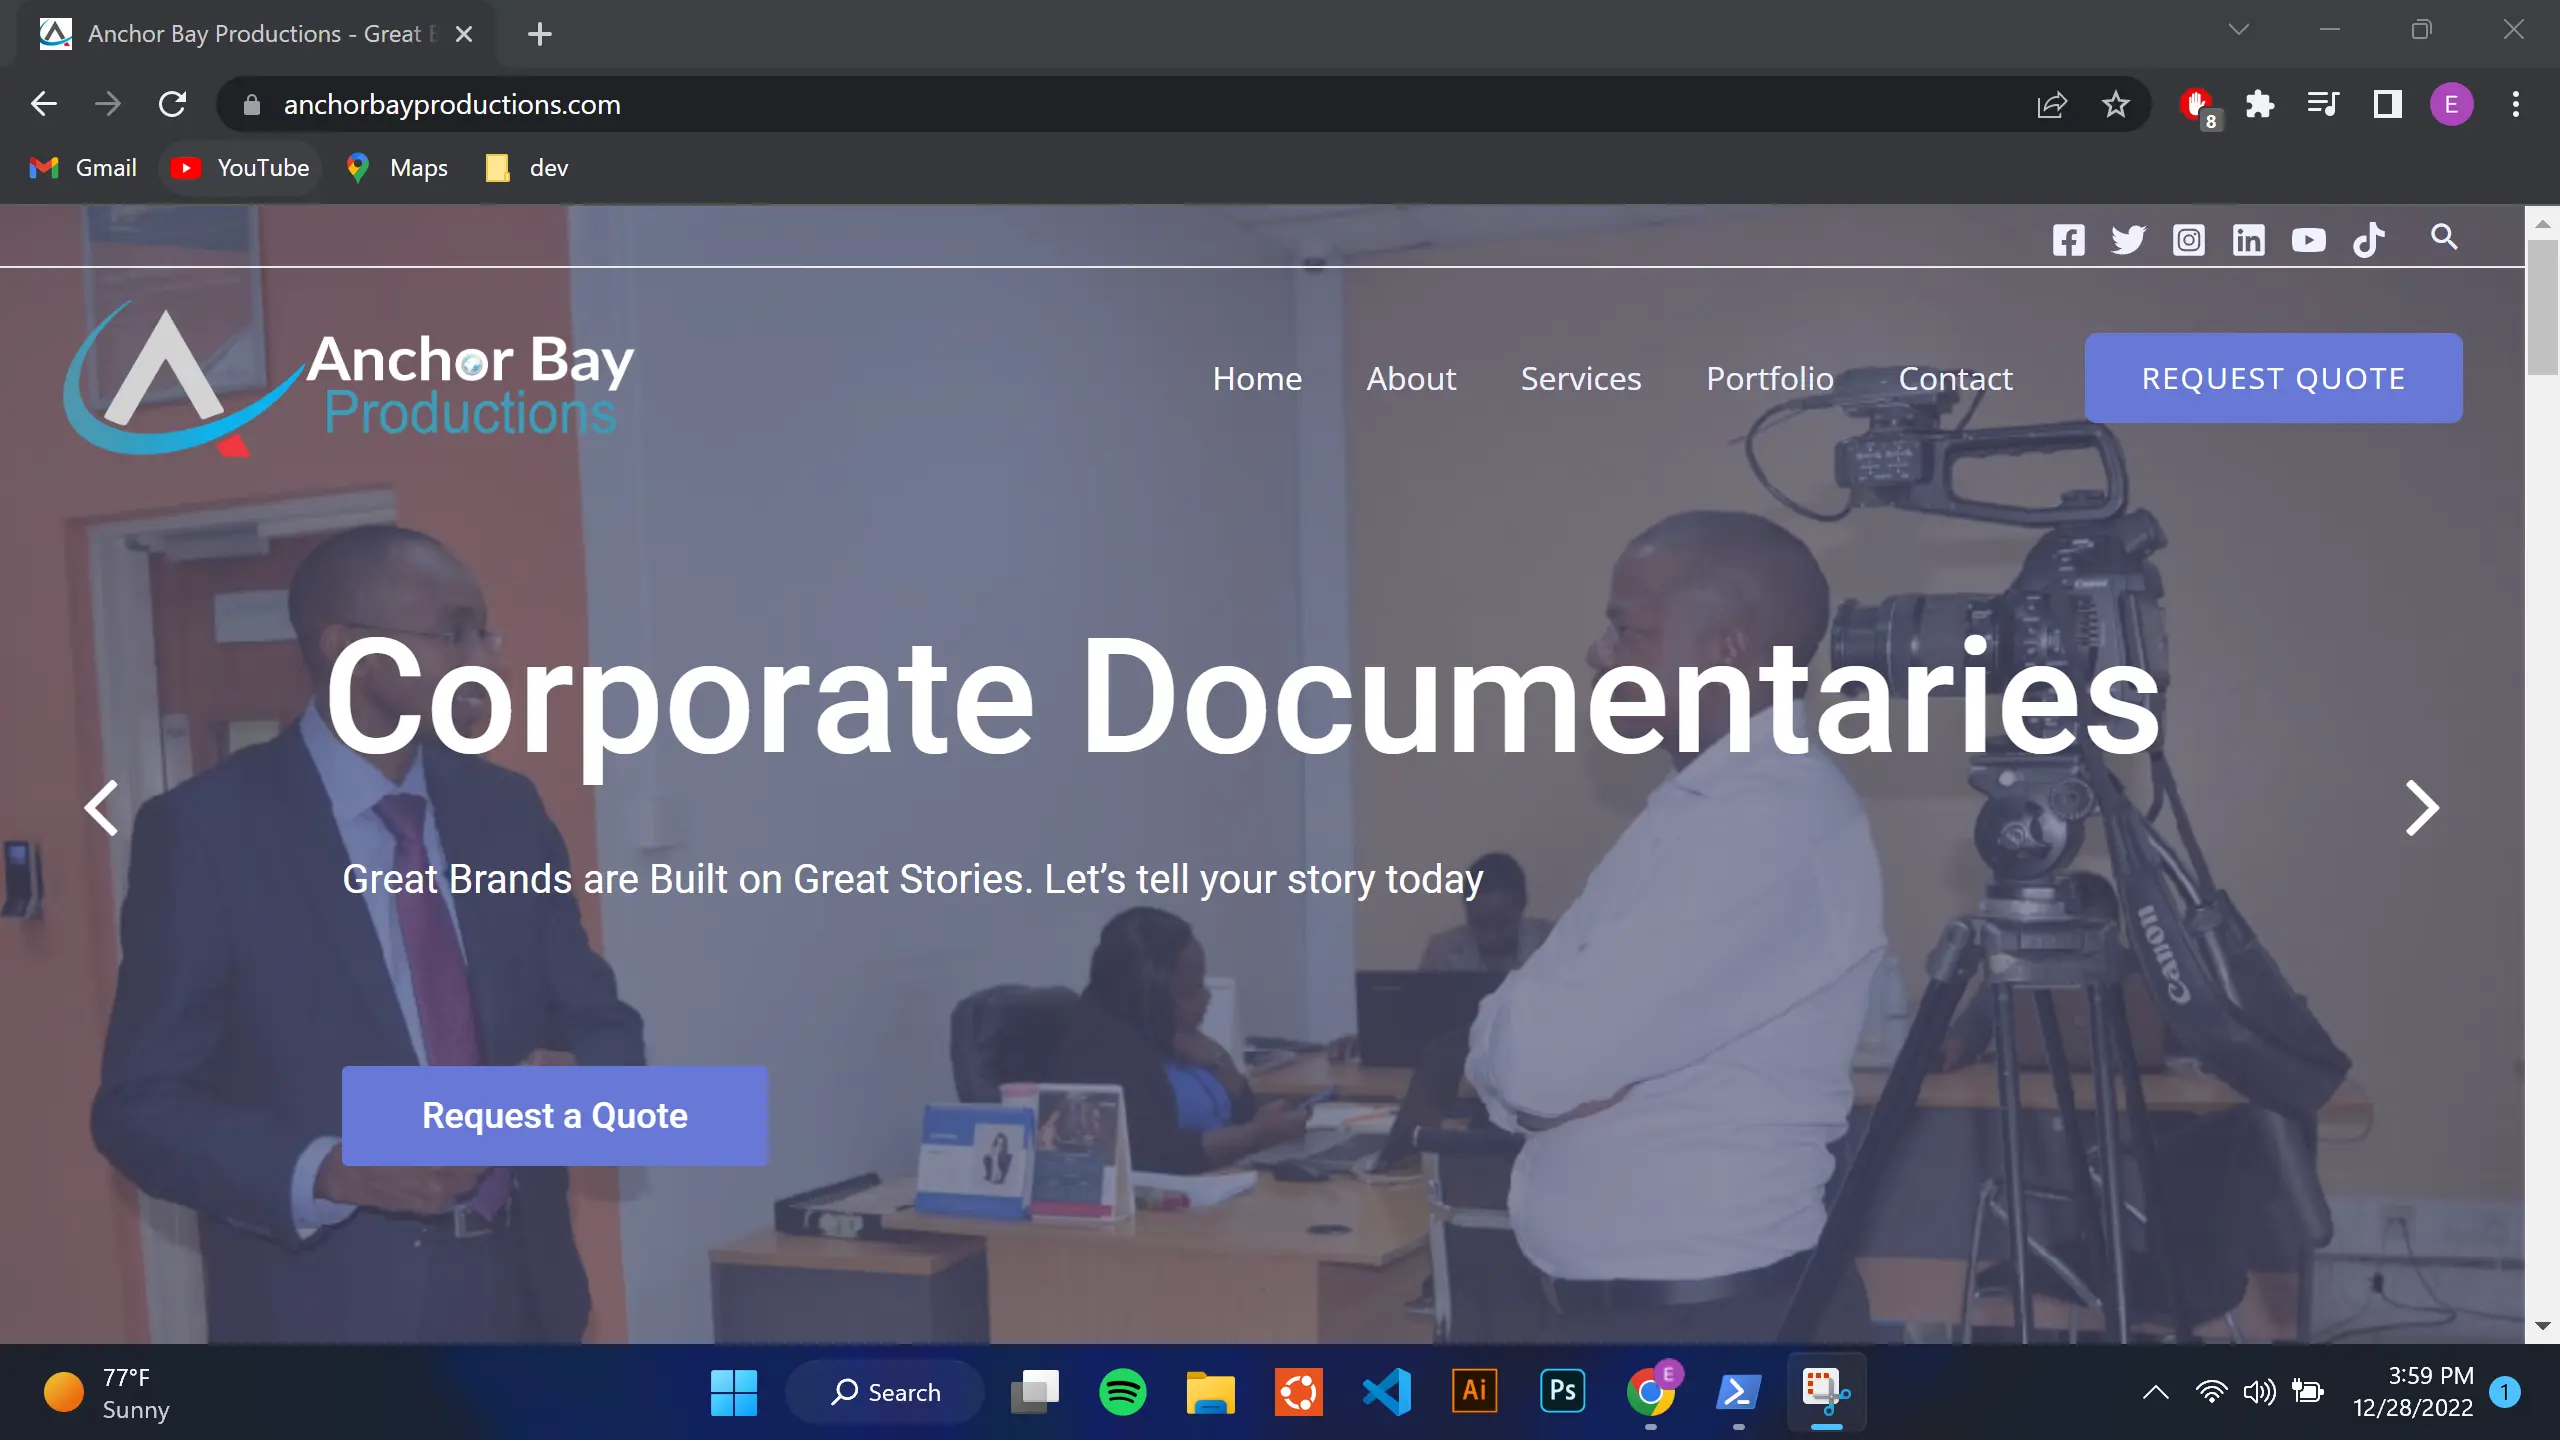 Anchor Bay Productions - Great
anchorbayproductions.com
8
E
Gmail
YouTube
Maps
dev
Anchor Bay
Productions
Home
About
Services
Portfolio
Contact
REQUEST QUOTE
Corporate Documentaries
Great Brands are Built on Great Stories. Let’s tell your story today
Request a Quote
Canon
Canon
77°F
Sunny
Search
Ai
Ps
E
3:59 PM
12/28/2022
1